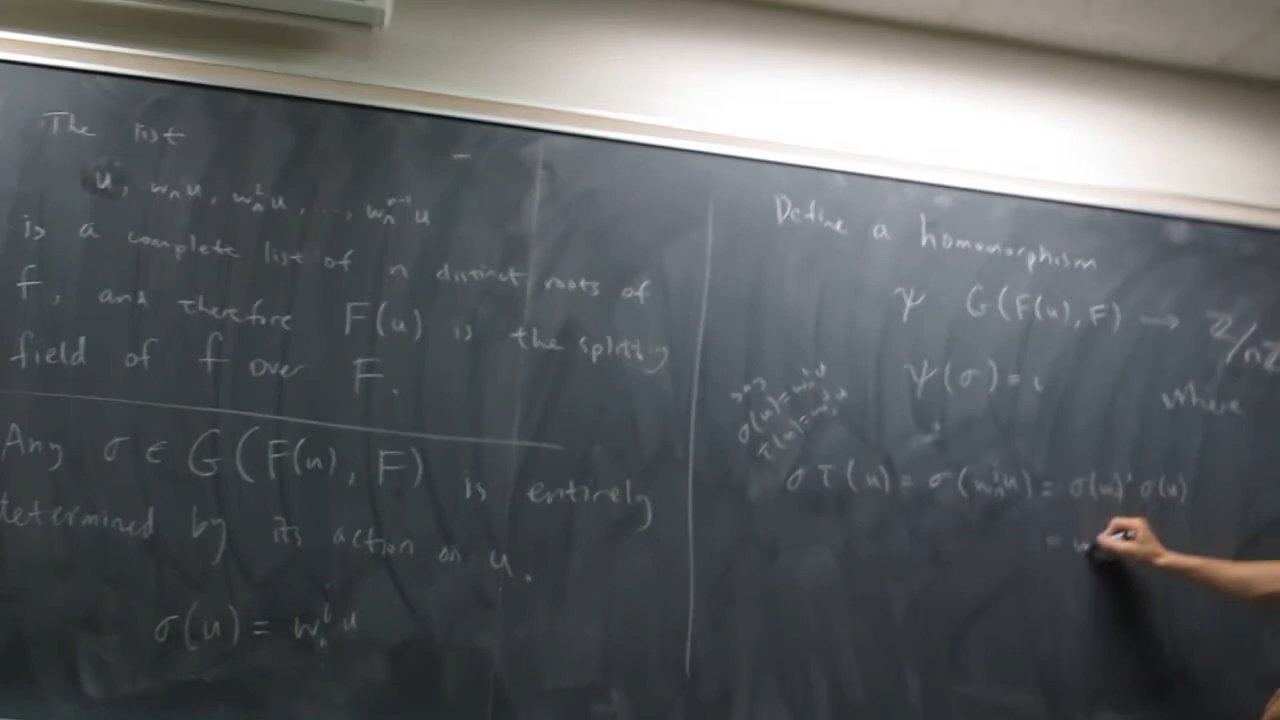 The list
u, wₙu, wₙ²u, ..., wₙⁿ⁻¹u
is a complete list of n distinct roots of
f, and therefore F(u) is the splitting
field of f over F.
Any σ ∈ G(F(u), F) is entirely
determined by its action on u.
σ(u) = wₙⁱu
Define a homomorphism
ψ G(F(u), F) → ℤ/nℤ
ψ(σ) = i where
σ(u) = wₙⁱu
τ(u) = wₙʲu
στ(u) = σ(wₙʲu) = σ(wₙ)ʲ σ(u)
= w